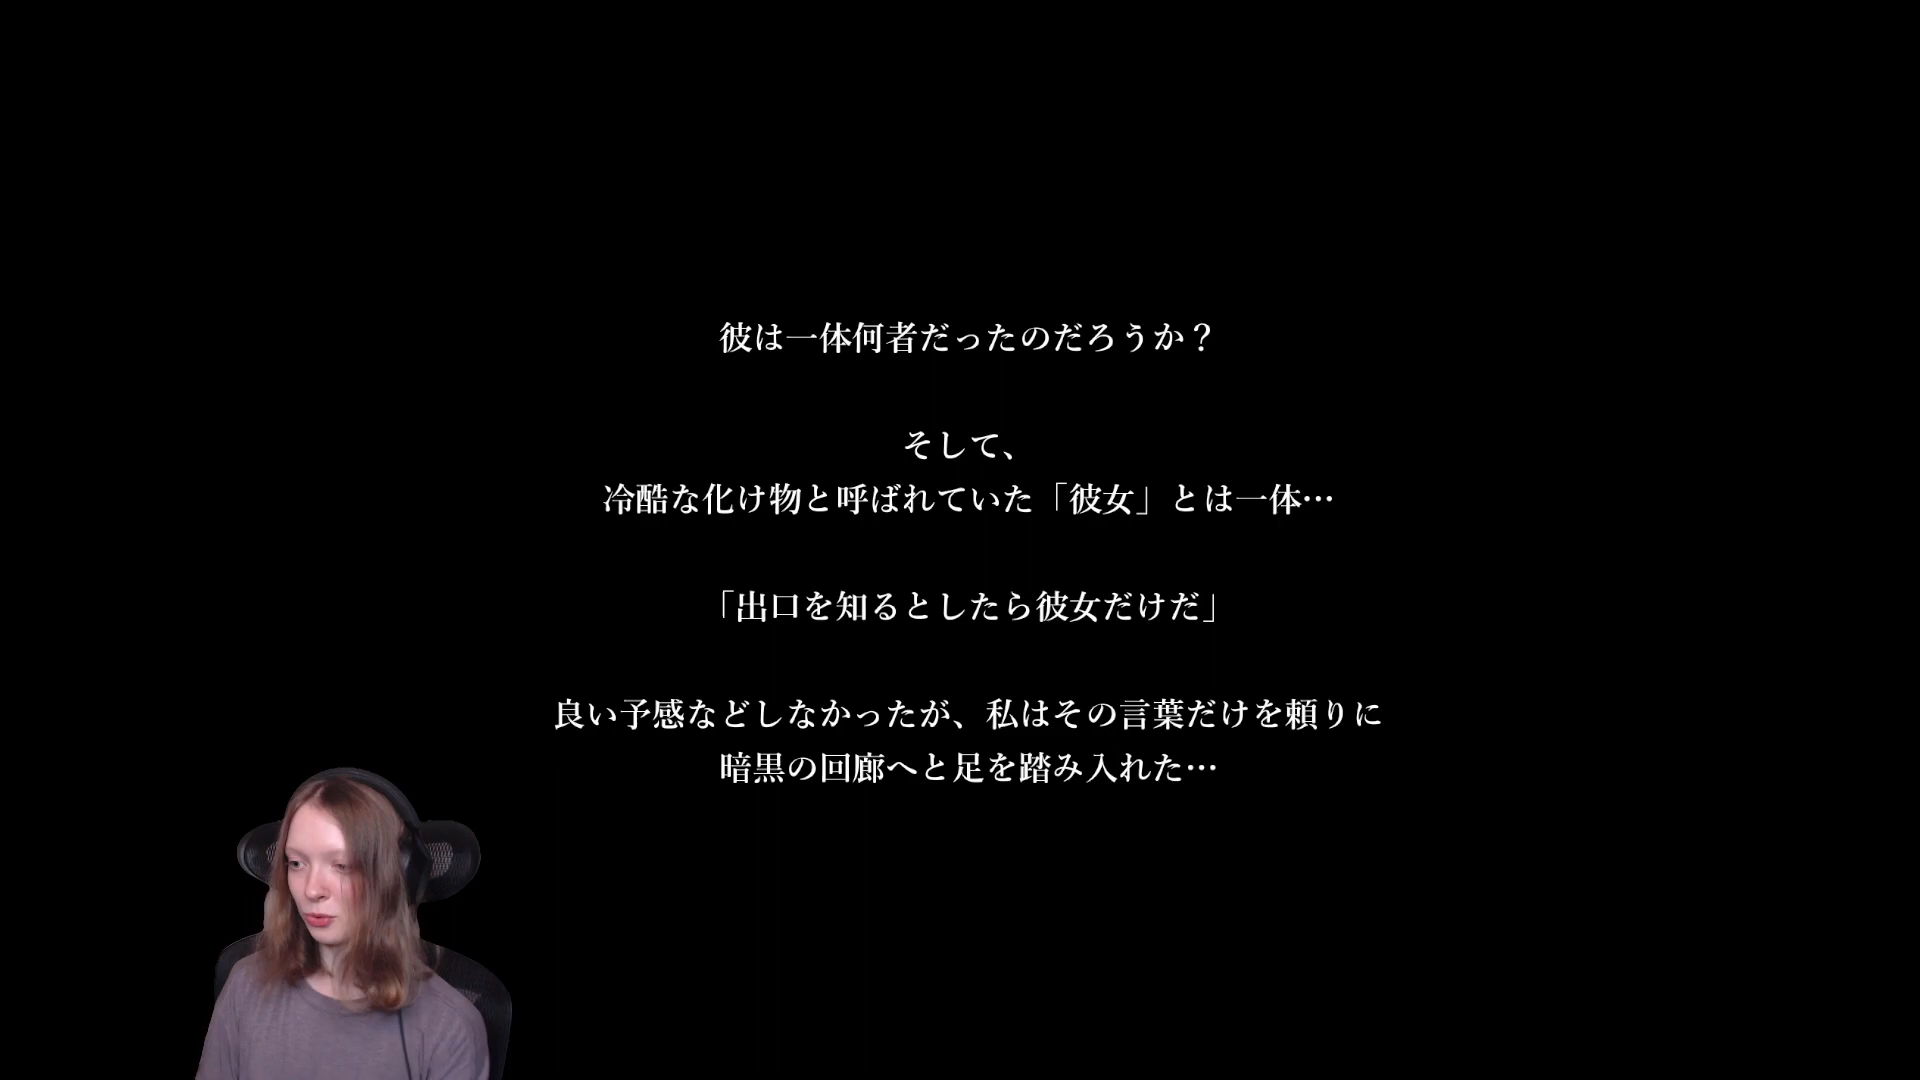 彼は一体何者だったのだろうか？
そして、
冷酷な化け物と呼ばれていた「彼女」とは一体…
「出口を知るとしたら彼女だけだ」
良い予感などしなかったが、私はその言葉だけを頼りに
暗黒の回廊へと足を踏み入れた…